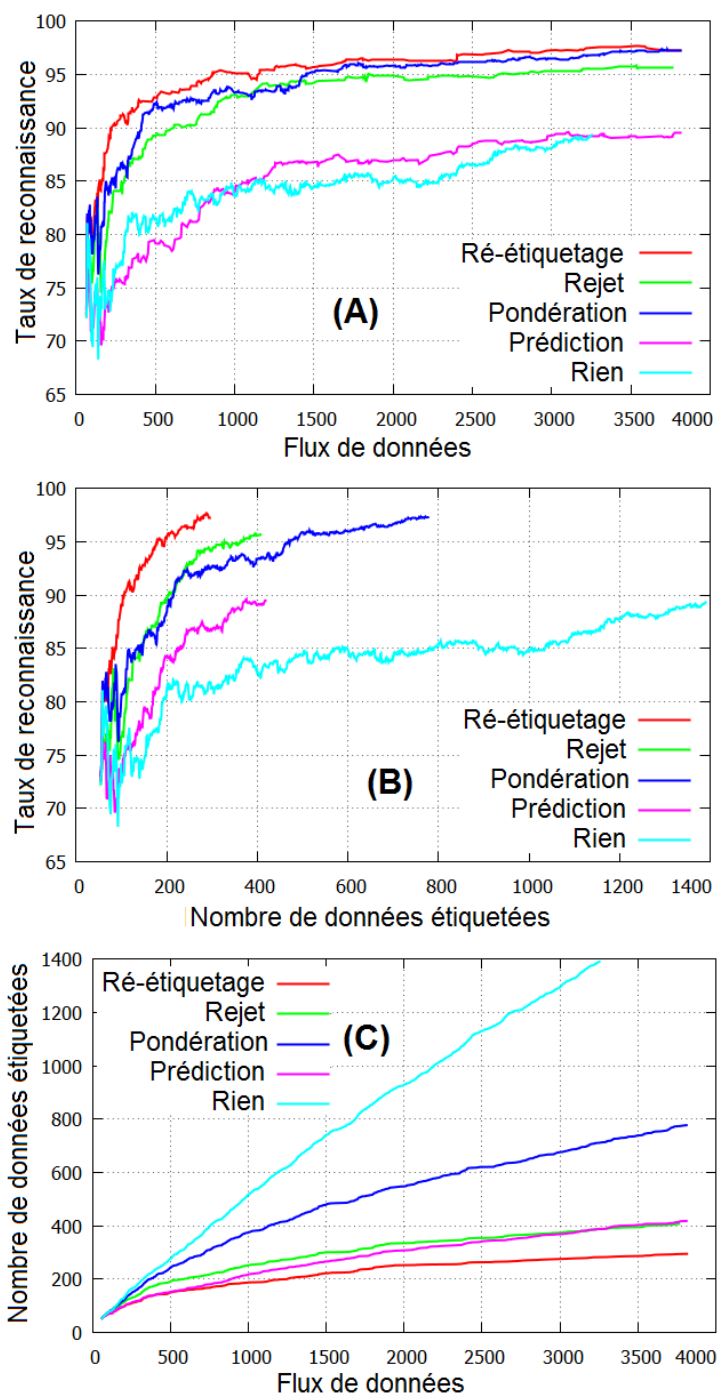 100
95
90
85
80
75
70
65
Taux de reconnaissance
Ré-étiquetage
Rejet
Pondération
Prédiction
Rien
(A)
0 500 1000 1500 2000 2500 3000 3500 4000
Flux de données
100
95
90
85
80
75
70
65
Taux de reconnaissance
Ré-étiquetage
Rejet
Pondération
Prédiction
Rien
(B)
0 200 400 600 800 1000 1200 1400
Nombre de données étiquetées
1400
1200
1000
800
600
400
200
0
Nombre de données étiquetées
Ré-étiquetage
Rejet
Pondération
Prédiction
Rien
(C)
0 500 1000 1500 2000 2500 3000 3500 4000
Flux de données